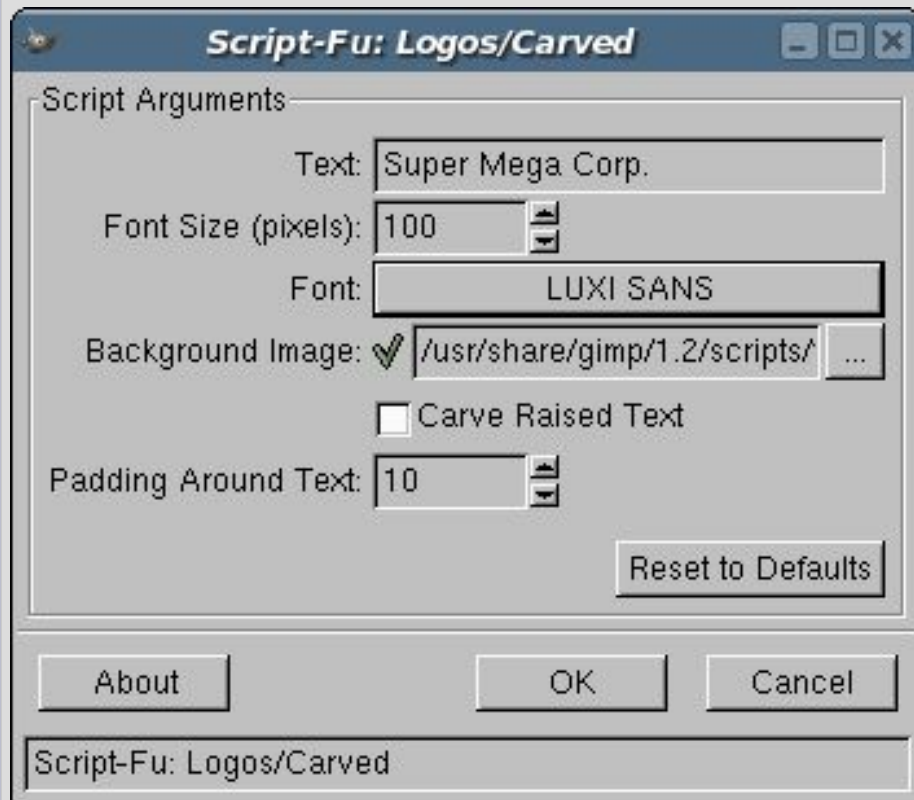 Script-Fu: Logos/Carved
Script Arguments
Text: Super Mega Corp.
Font Size (pixels): 100
Font: LUXI SANS
Background Image: /usr/share/gimp/1.2/scripts/ ...
Carve Raised Text
Padding Around Text: 10
Reset to Defaults
About OK Cancel
Script-Fu: Logos/Carved